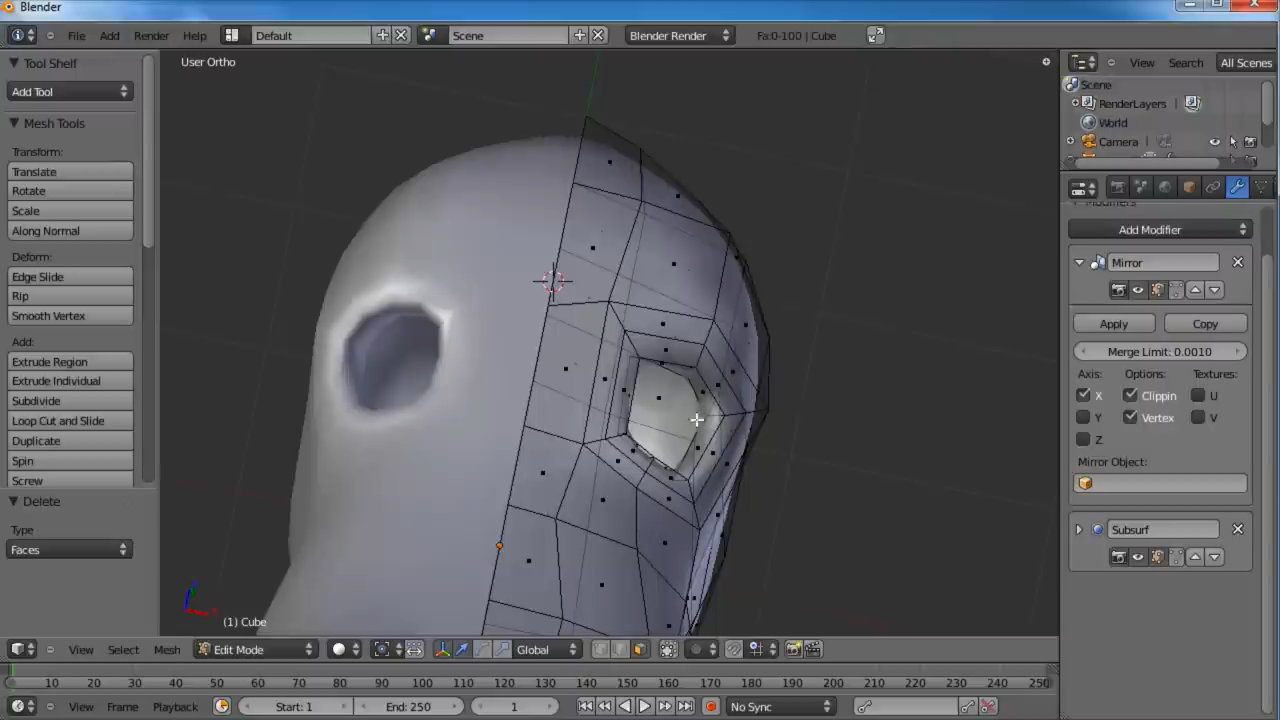 Blender
File Add Render Help Default Scene Blender Render Fa:0-100 | Cube
Tool Shelf
Add Tool
Mesh Tools
Transform:
Translate
Rotate
Scale
Along Normal
Deform:
Edge Slide
Rip
Smooth Vertex
Add:
Extrude Region
Extrude Individual
Subdivide
Loop Cut and Slide
Duplicate
Spin
Screw
Delete
Type
Faces
User Ortho
(1) Cube
View Search All Scenes
Scene
RenderLayers
World
Camera
Modifiers
Add Modifier
Mirror
Apply Copy
Merge Limit: 0.0010
Axis: Options: Textures:
X Clippin U
Y Vertex V
Z
Mirror Object:
Subsurf
View Select Mesh Edit Mode Global
10 20 30 40 50 60 70 80 90 100 110 120 130 140 150 160 170 180 190 200 210 220 230 240 250
View Frame Playback Start: 1 End: 250 1 No Sync